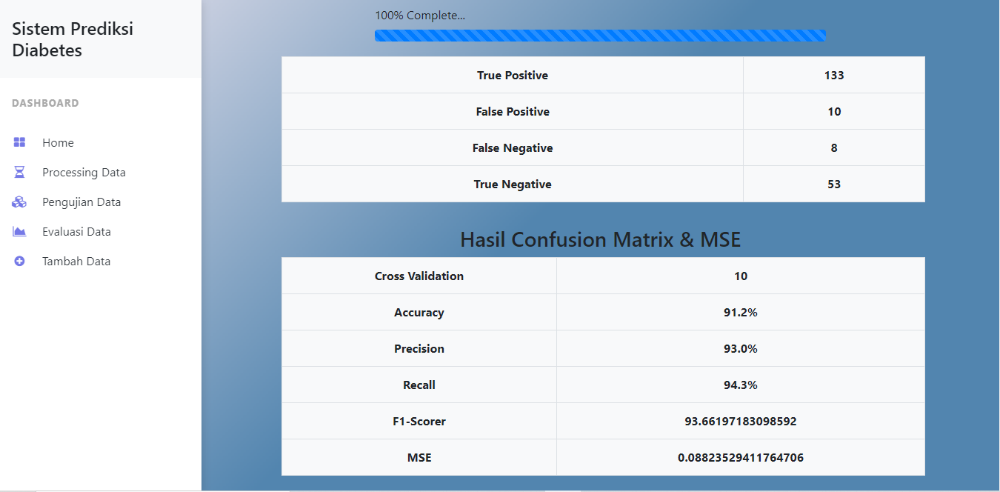 Sistem Prediksi
Diabetes
DASHBOARD
Home
Processing Data
Pengujian Data
Evaluasi Data
Tambah Data
100% Complete...
True Positive 133
False Positive 10
False Negative 8
True Negative 53
Hasil Confusion Matrix & MSE
Cross Validation 10
Accuracy 91.2%
Precision 93.0%
Recall 94.3%
F1-Scorer 93.66197183098592
MSE 0.08823529411764706